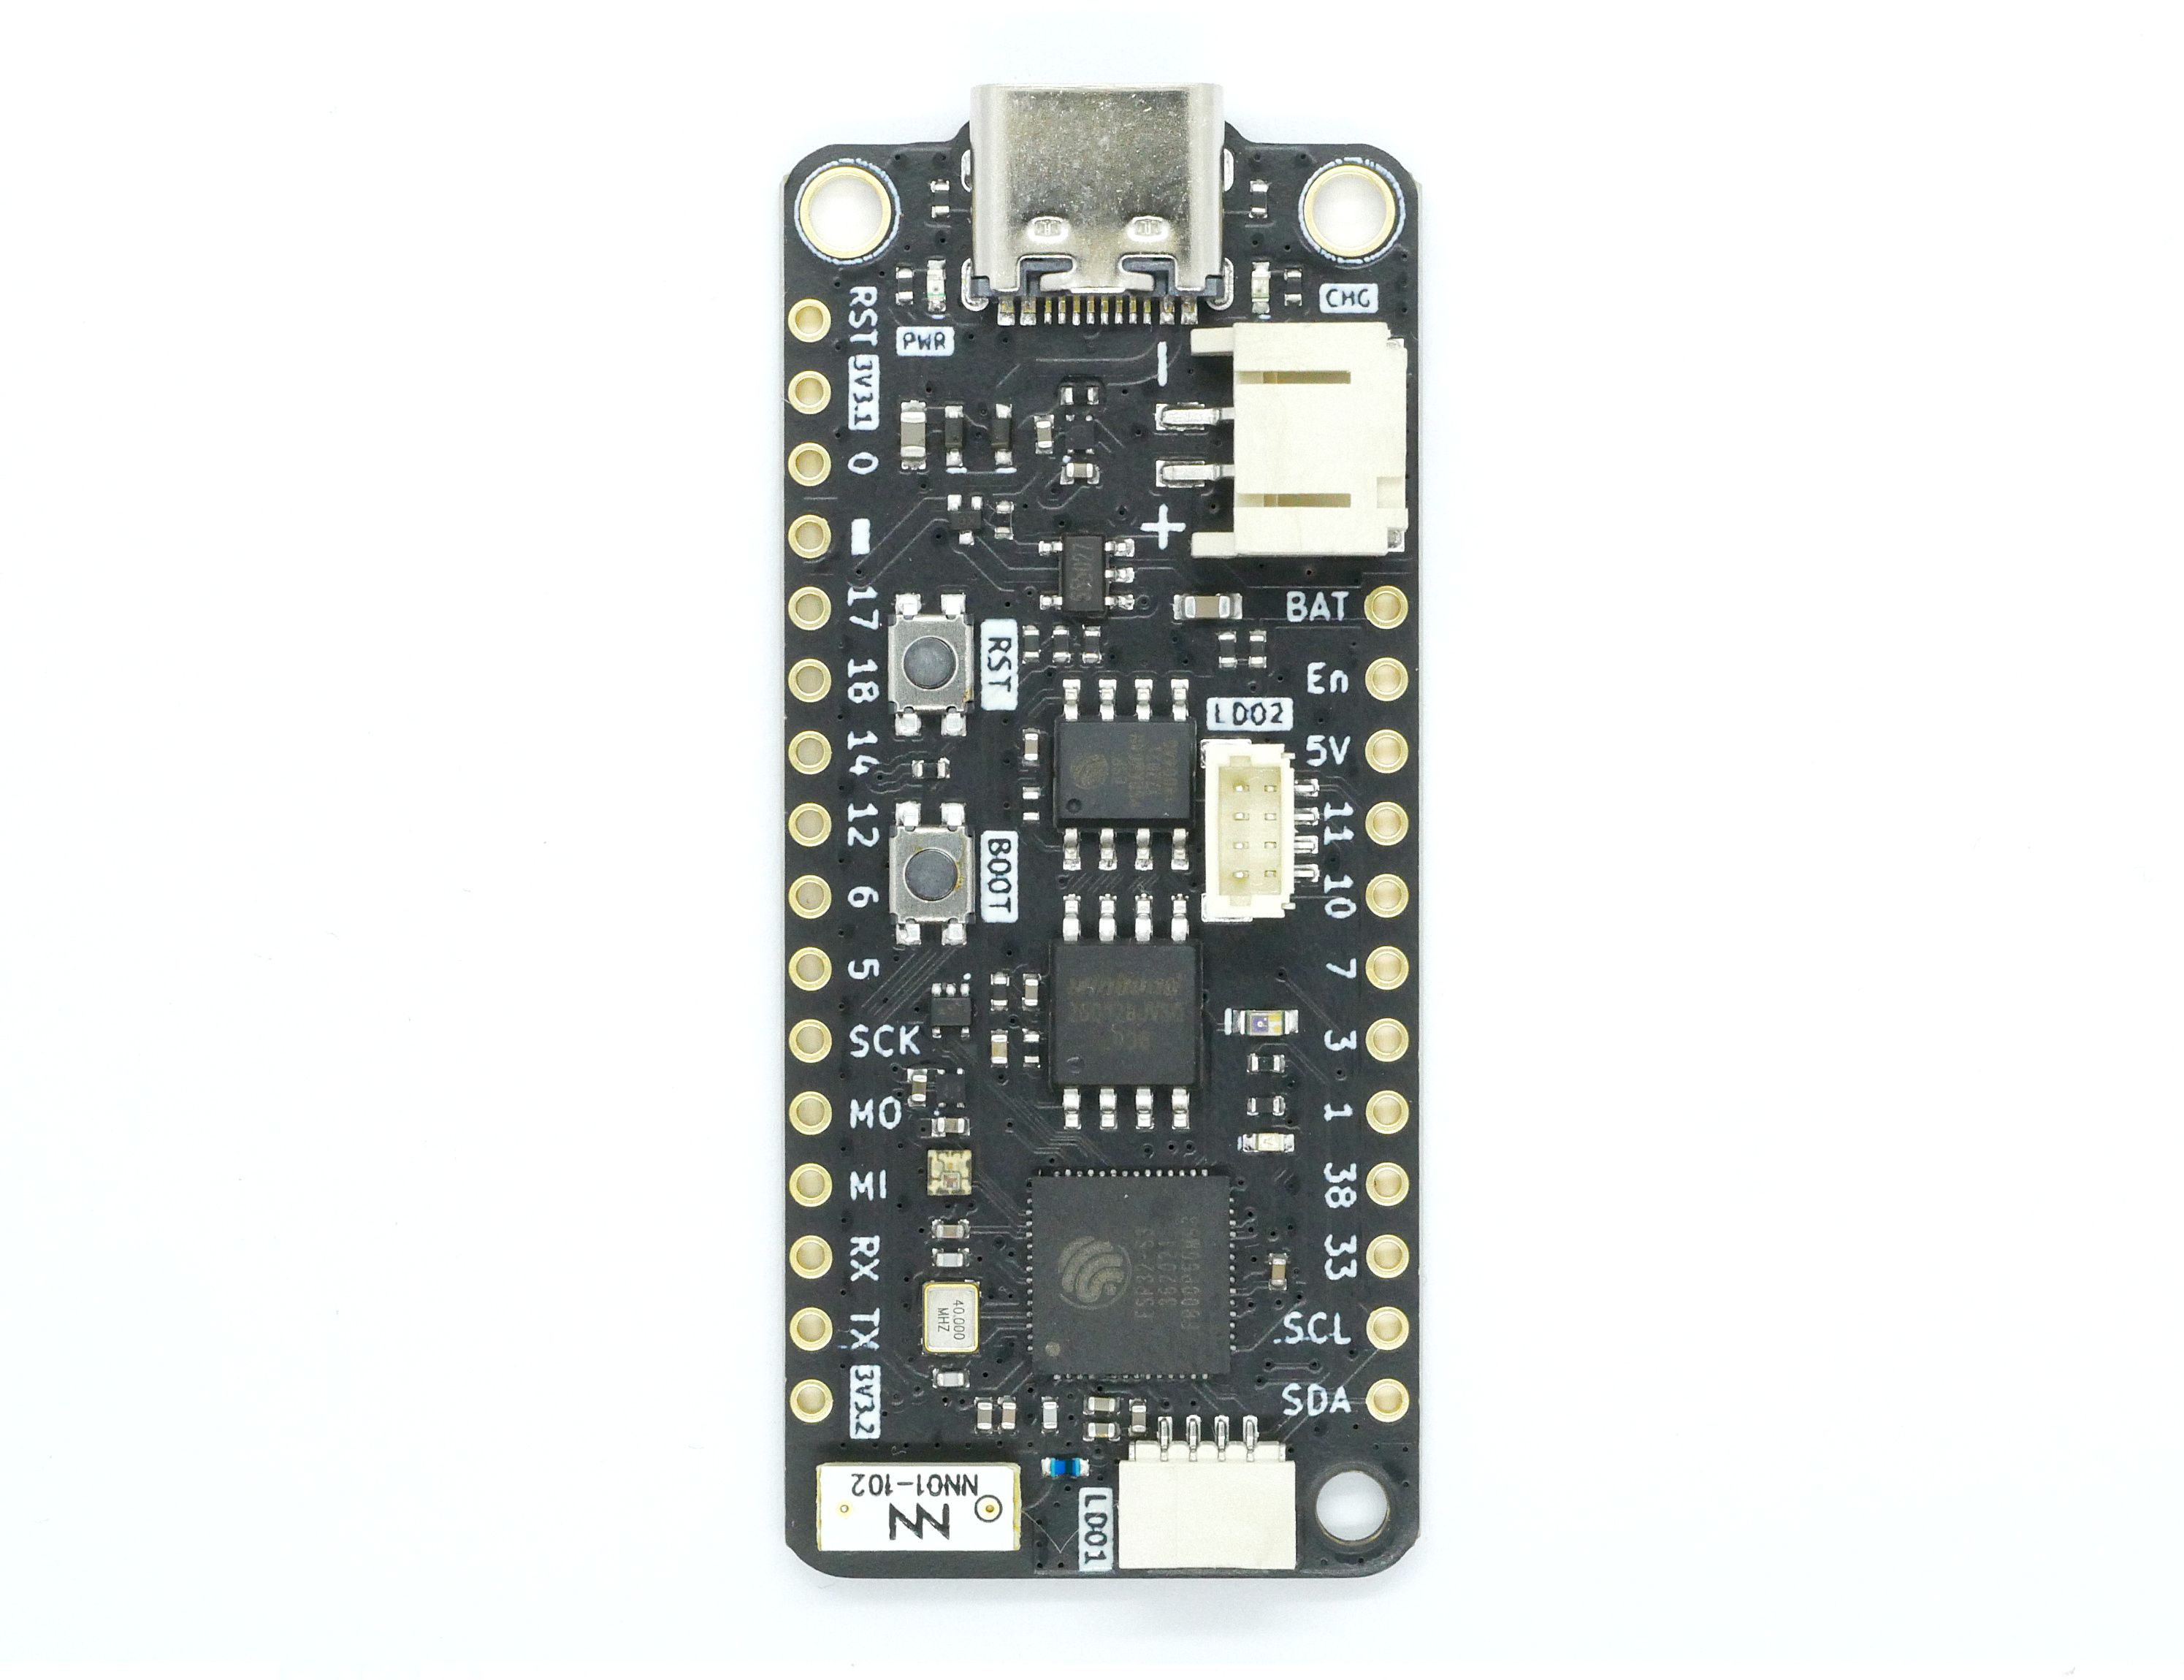 CHG
PWR
RST
3V3.1
0
17
18
14
12
6
5
SCK
MO
MI
RX
TX
3V3.2
-
+
RST
BOOT
LDO2
BAT
En
5V
11
10
7
3
1
38
33
SCL
SDA
ESP32-S3
40.000
MHZ
NN01-102
LDO1